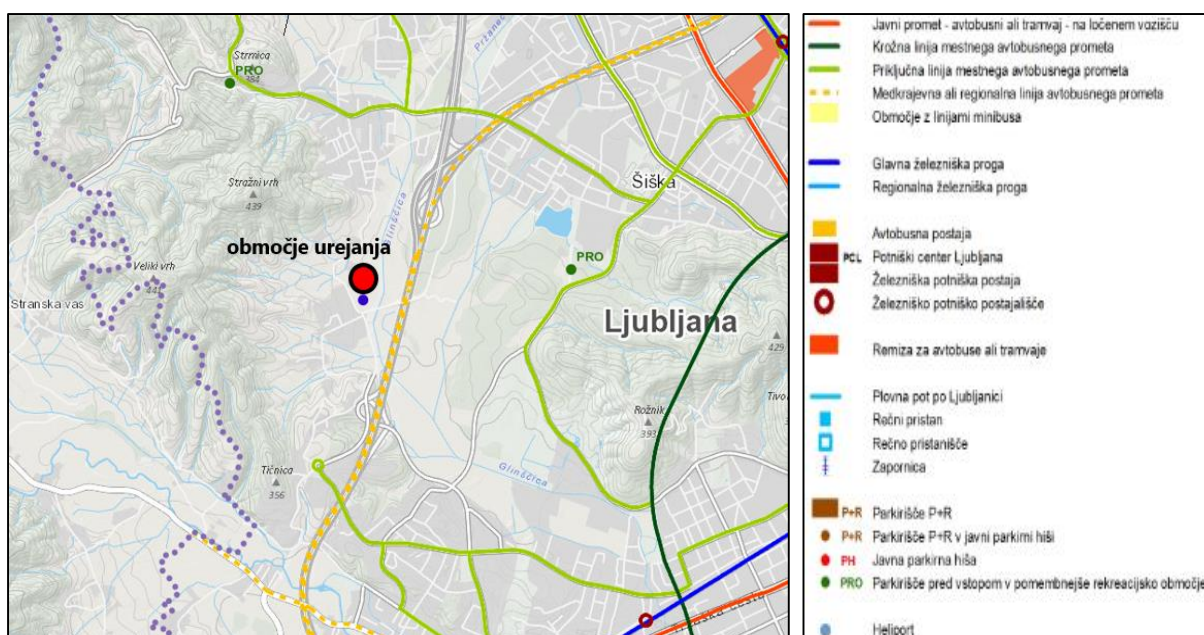 Pržanec
Strmica
384
PRO
Stražni vrh
439
Glinščica
Šiška
območje urejanja
PRO
Veliki vrh
Stranska vas
Ljubljana
429
Rožnik
Tivo
393
Glinščica
Tičnica
356
Javni promet - avtobusni ali tramvaj - na ločenem vozišču
Krožna linija mestnega avtobusnega prometa
Priključna linija mestnega avtobusnega prometa
Medkrajevna ali regionalna linija avtobusnega prometa
Območje z linijami minibusa
Glavna železniška proga
Regionalna železniška proga
Avtobusna postaja
PCL Potniški center Ljubljana
Železniško potniška postaja
Železniško potniško postajališče
Remiza za avtobuse ali tramvaje
Plovna pot po Ljubljanici
Rečni pristan
Rečno pristanišče
Zapornica
P+R Parkirišče P+R
P+R Parkirišče P+R v javni parkirni hiši
PH Javna parkirna hiša
PRO Parkirišče pred vstopom v pomembnejše rekreacijsko območje
Heliport